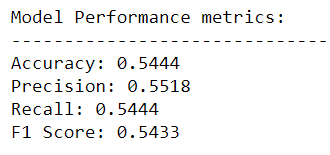 Model Performance metrics:
------------------------------
Accuracy: 0.5444
Precision: 0.5518
Recall: 0.5444
F1 Score: 0.5433